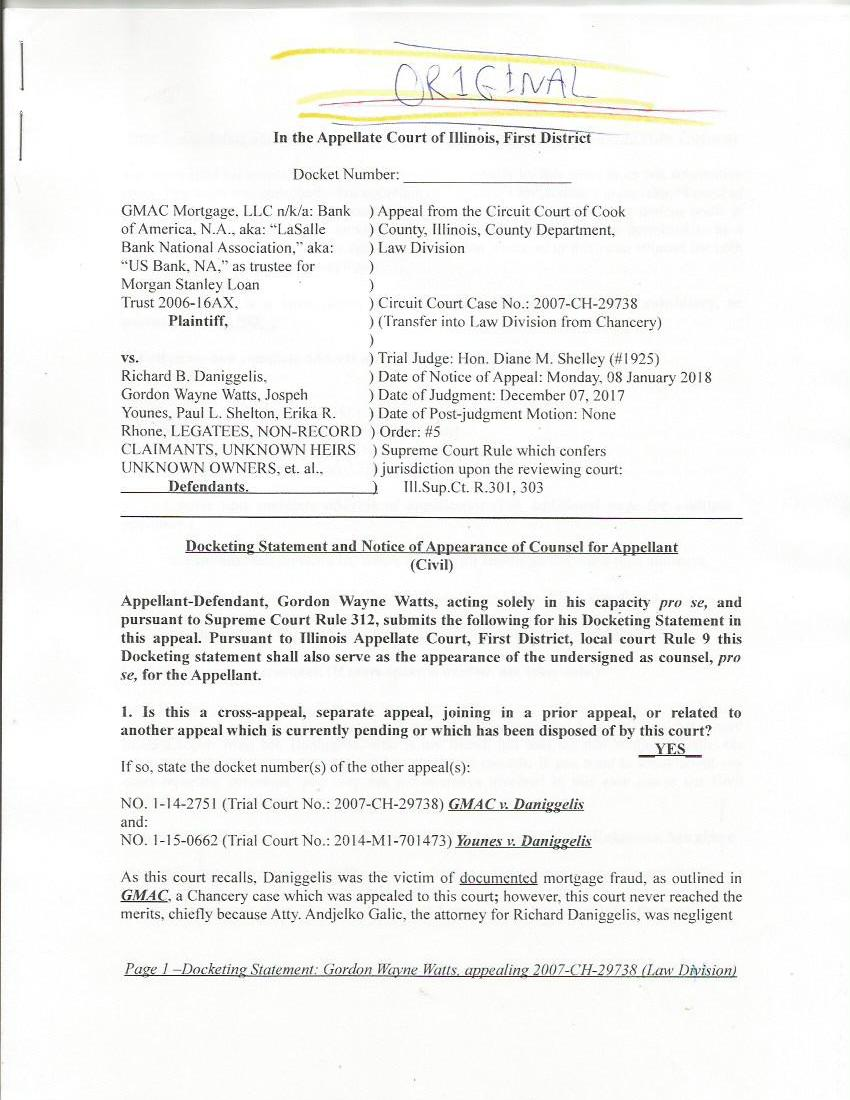 ORIGINAL
In the Appellate Court of Illinois, First District
Docket Number: ____________________
GMAC Mortgage, LLC n/k/a: Bank ) Appeal from the Circuit Court of Cook
of America, N.A., aka: “LaSalle ) County, Illinois, County Department,
Bank National Association,” aka: ) Law Division
“US Bank, NA,” as trustee for )
Morgan Stanley Loan )
Trust 2006-16AX, ) Circuit Court Case No.: 2007-CH-29738
Plaintiff, ) (Transfer into Law Division from Chancery)
)
vs. ) Trial Judge: Hon. Diane M. Shelley (#1925)
Richard B. Daniggelis, ) Date of Notice of Appeal: Monday, 08 January 2018
Gordon Wayne Watts, Jospeh ) Date of Judgment: December 07, 2017
Younes, Paul L. Shelton, Erika R. ) Date of Post-judgment Motion: None
Rhone, LEGATEES, NON-RECORD ) Order: #5
CLAIMANTS, UNKNOWN HEIRS ) Supreme Court Rule which confers
UNKNOWN OWNERS, et. al., ) jurisdiction upon the reviewing court:
Defendants. ) Ill.Sup.Ct. R.301, 303
Docketing Statement and Notice of Appearance of Counsel for Appellant
(Civil)
Appellant-Defendant, Gordon Wayne Watts, acting solely in his capacity pro se, and
pursuant to Supreme Court Rule 312, submits the following for his Docketing Statement in
this appeal. Pursuant to Illinois Appellate Court, First District, local court Rule 9 this
Docketing statement shall also serve as the appearance of the undersigned as counsel, pro
se, for the Appellant.
1. Is this a cross-appeal, separate appeal, joining in a prior appeal, or related to
another appeal which is currently pending or which has been disposed of by this court?
__YES__
If so, state the docket number(s) of the other appeal(s):
NO. 1-14-2751 (Trial Court No.: 2007-CH-29738) GMAC v. Daniggelis
and:
NO. 1-15-0662 (Trial Court No.: 2014-M1-701473) Younes v. Daniggelis
As this court recalls, Daniggelis was the victim of documented mortgage fraud, as outlined in
GMAC, a Chancery case which was appealed to this court; however, this court never reached the
merits, chiefly because Atty. Andjelko Galic, the attorney for Richard Daniggelis, was negligent
Page 1 –Docketing Statement: Gordon Wayne Watts, appealing 2007-CH-29738 (Law Division)